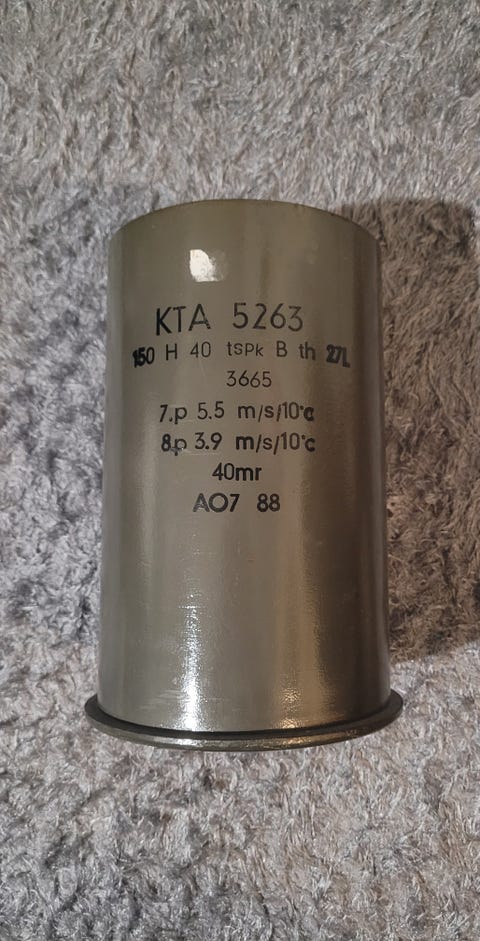 KTA 5263
150 H 40 tspk B th 27L
3665
7.p 5.5 m/s/10°c
8.p 3.9 m/s/10°c
40mr
AO7 88